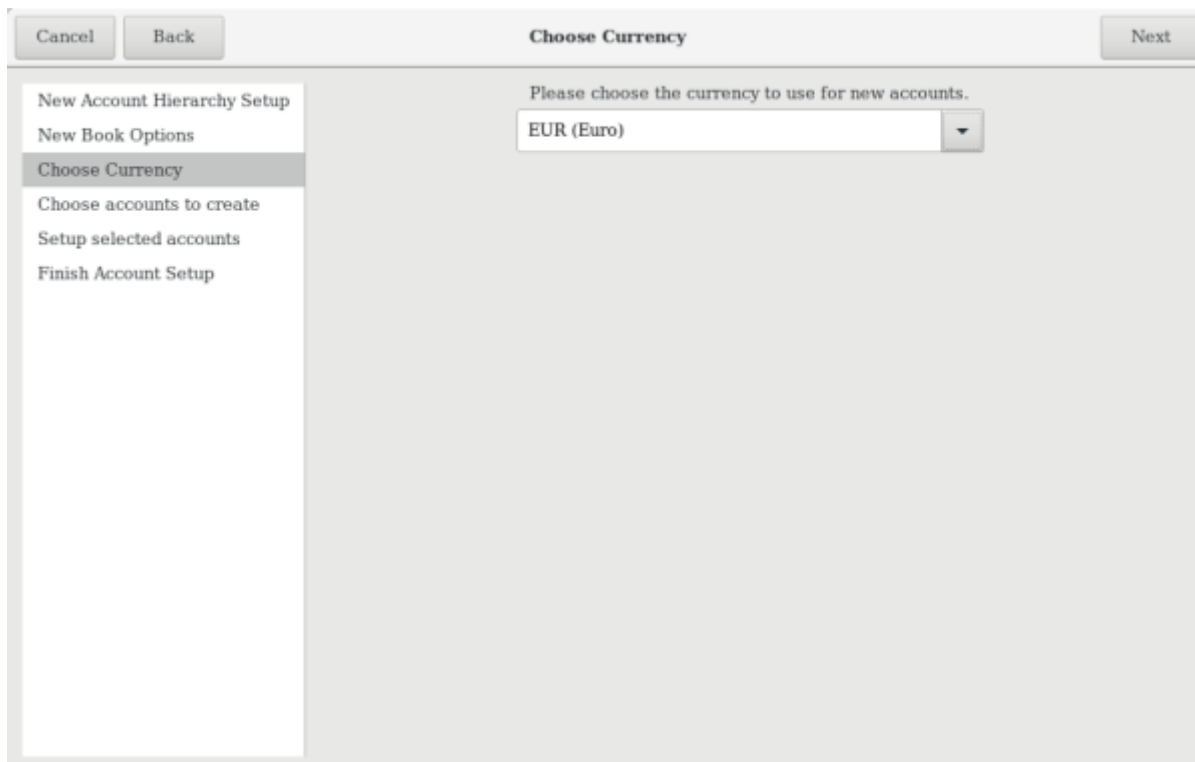 Cancel
Back
Choose Currency
Next
New Account Hierarchy Setup
New Book Options
Choose Currency
Choose accounts to create
Setup selected accounts
Finish Account Setup
Please choose the currency to use for new accounts.
EUR (Euro)